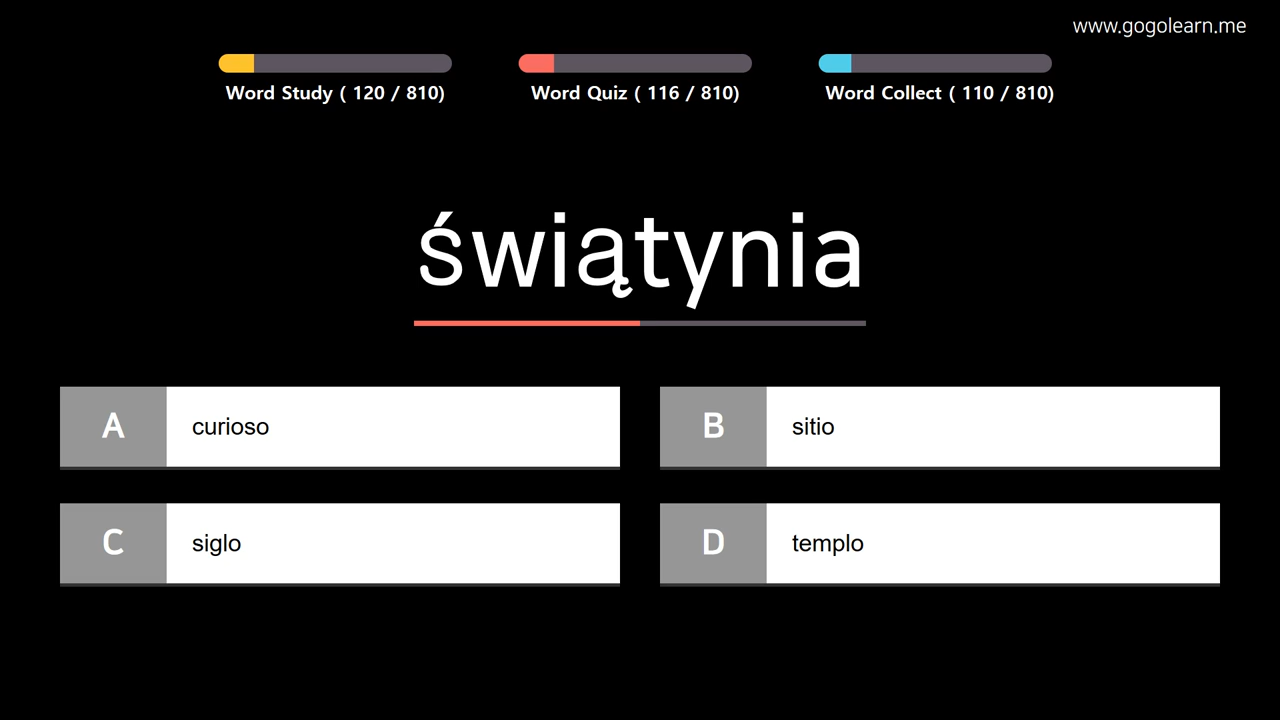 www.gogolearn.me
Word Study ( 120 / 810)
Word Quiz ( 116 / 810)
Word Collect ( 110 / 810)
świątynia
A curioso
B sitio
C siglo
D templo